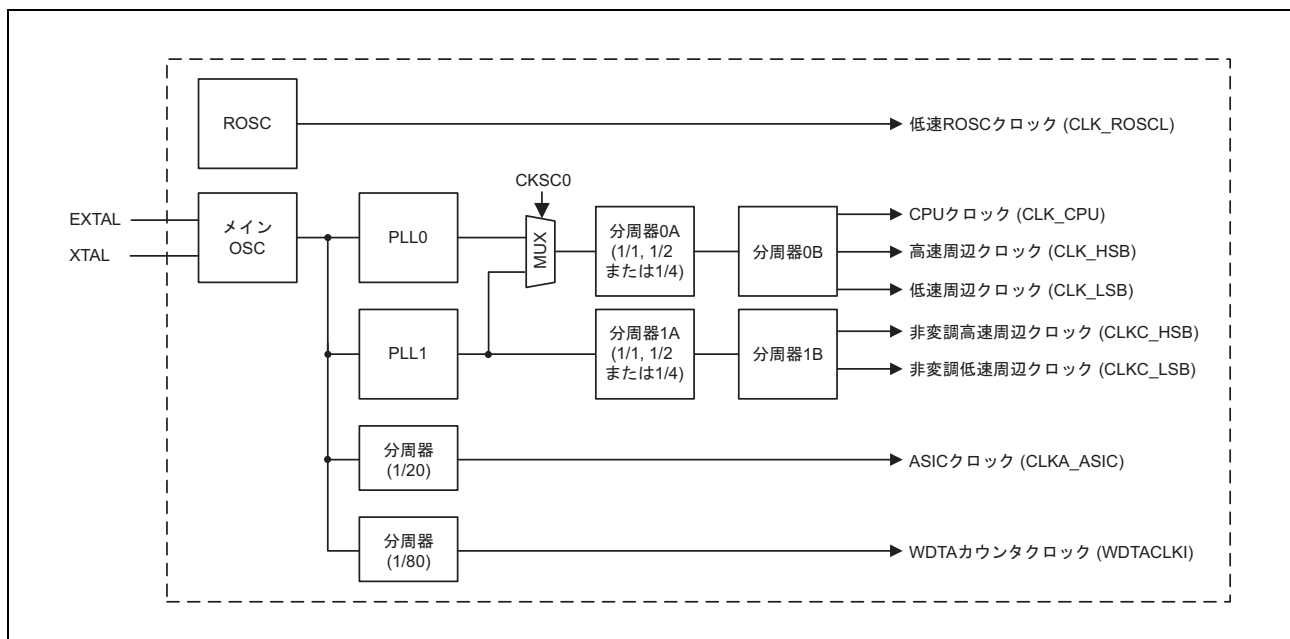 ROSC
低速ROSCクロック (CLK_ROSCL)
CKSC0
EXTAL
XTAL
メイン
OSC
PLL0
MUX
分周器0A
(1/1, 1/2
または1/4)
分周器0B
CPUクロック (CLK_CPU)
高速周辺クロック (CLK_HSB)
低速周辺クロック (CLK_LSB)
PLL1
分周器1A
(1/1, 1/2
または1/4)
分周器1B
非変調高速周辺クロック (CLKC_HSB)
非変調低速周辺クロック (CLKC_LSB)
分周器
(1/20)
ASICクロック (CLKA_ASIC)
分周器
(1/80)
WDTAカウンタクロック (WDTACLKI)